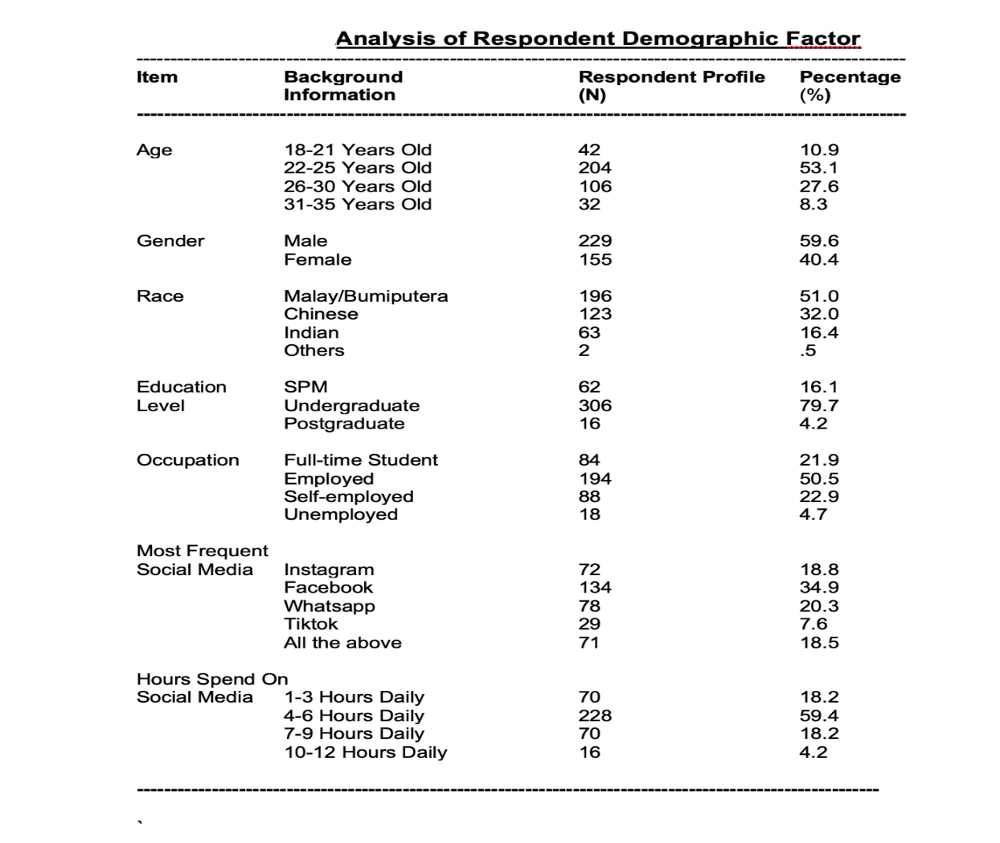 Analysis of Respondent Demographic Factor
Item Background Respondent Profile Pecentage
Information (N) (%)
Age 18-21 Years Old 42 10.9
22-25 Years Old 204 53.1
26-30 Years Old 106 27.6
31-35 Years Old 32 8.3
Gender Male 229 59.6
Female 155 40.4
Race Malay/Bumiputera 196 51.0
Chinese 123 32.0
Indian 63 16.4
Others 2 .5
Education SPM 62 16.1
Level Undergraduate 306 79.7
Postgraduate 16 4.2
Occupation Full-time Student 84 21.9
Employed 194 50.5
Self-employed 88 22.9
Unemployed 18 4.7
Most Frequent
Social Media Instagram 72 18.8
Facebook 134 34.9
Whatsapp 78 20.3
Tiktok 29 7.6
All the above 71 18.5
Hours Spend On
Social Media 1-3 Hours Daily 70 18.2
4-6 Hours Daily 228 59.4
7-9 Hours Daily 70 18.2
10-12 Hours Daily 16 4.2
`